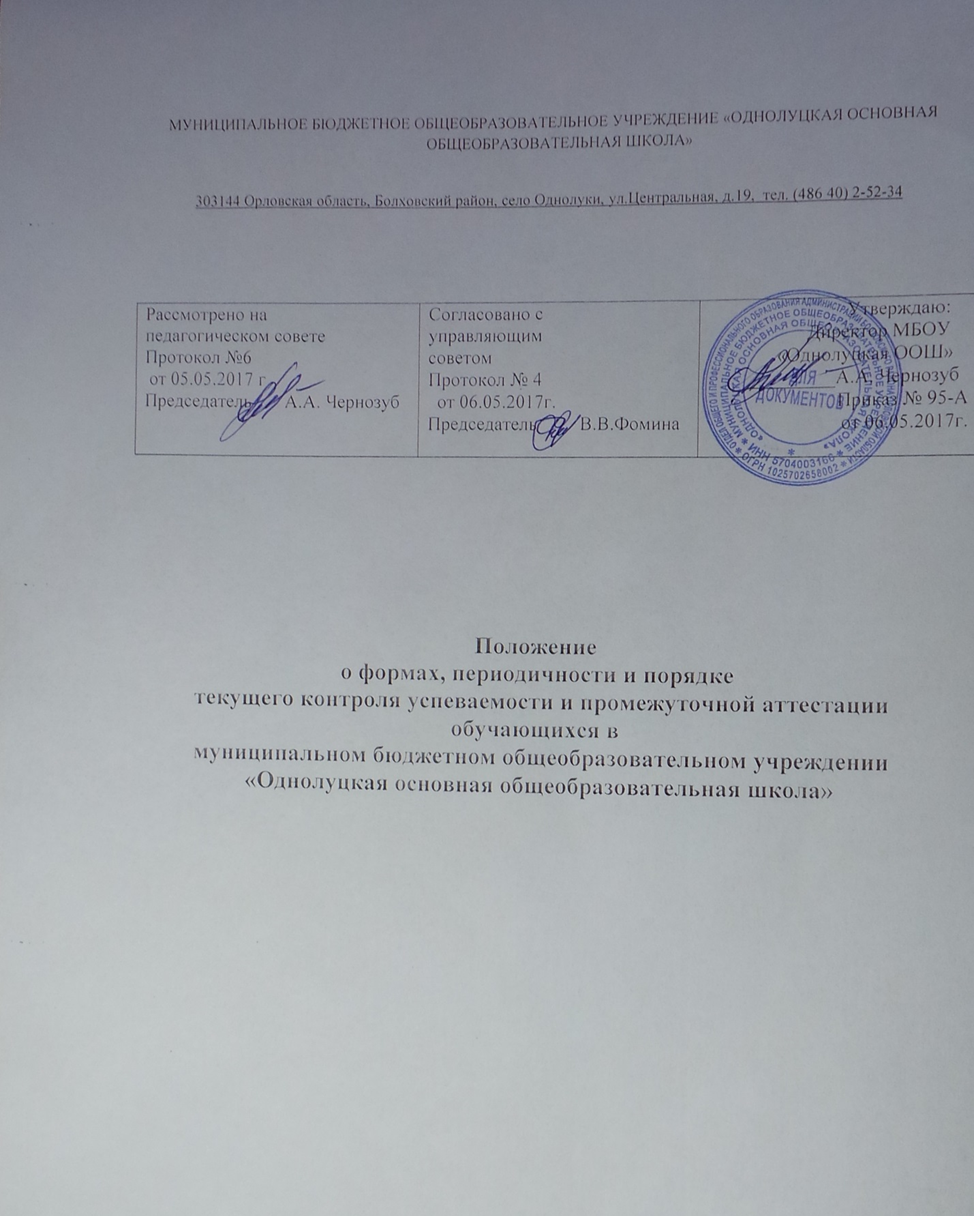 МУНИЦИПАЛЬНОЕ БЮДЖЕТНОЕ ОБЩЕОБРАЗОВАТЕЛЬНОЕ УЧРЕЖДЕНИЕ «ОДНОЛУЦКАЯ ОСНОВНАЯ
ОБЩЕОБРАЗОВАТЕЛЬНАЯ ШКОЛА»
303144 Орловская область, Болховский район, село Однолуки, ул.Центральная, д.19, тел. (486 40) 2-52-34
Рассмотрено на
педагогическом совете
Протокол №6
от 05.05.2017 г
Председатель А.А. Чернозуб
Согласовано с
управляющим
советом
Протокол № 4
от 06.05.2017г.
Председатель В.В.Фомина
Утверждаю:
Директор МБОУ
«Однолуцкая ООШ»
А.А. Чернозуб
Приказ № 95-А
от 06.05.2017г.
ДЛЯ
ДОКУМЕНТОВ
ИНН 5704003166
ОГРН 1025702658002
Положение
о формах, периодичности и порядке
текущего контроля успеваемости и промежуточной аттестации
обучающихся в
муниципальном бюджетном общеобразовательном учреждении
«Однолуцкая основная общеобразовательная школа»